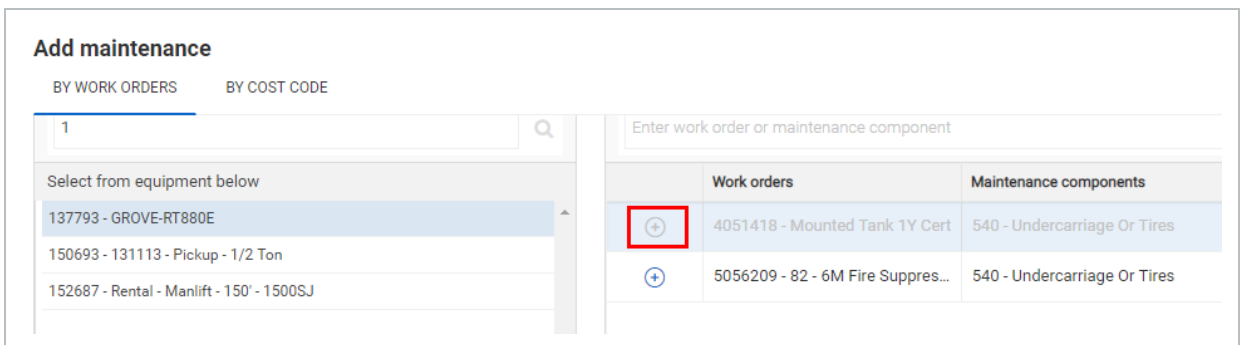 Add maintenance
BY WORK ORDERS BY COST CODE
1
Enter work order or maintenance component
Select from equipment below
Work orders Maintenance components
137793 - GROVE-RT880E
4051418 - Mounted Tank 1Y Cert 540 - Undercarriage Or Tires
150693 - 131113 - Pickup - 1/2 Ton
5056209 - 82 - 6M Fire Suppres... 540 - Undercarriage Or Tires
152687 - Rental - Manlift - 150' - 1500SJ